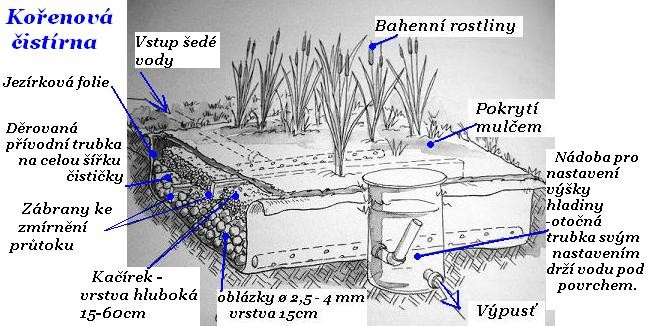 Kořenová
čistírna
Vstup šedé
vody
Bahenní rostliny
Jezírková folie
Děrovaná
přívodní trubka
na celou šířku
čističky
Pokrytí
mulčem
Nádoba pro
nastavení
výšky
hladiny
-otočná
trubka svým
nastavením
drží vodu pod
povrchem.
Zábrany ke
zmírnění
průtoku
Kačírek -
vrstva hluboká
15-60cm
oblázky ø 2,5 - 4 mm
vrstva 15cm
Výpusť